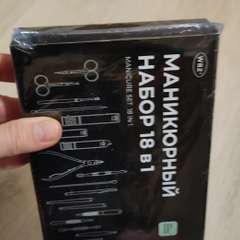 МАНИКЮРНЫЙ
НАБОР 18 в 1
MANICURE SET 18 IN 1